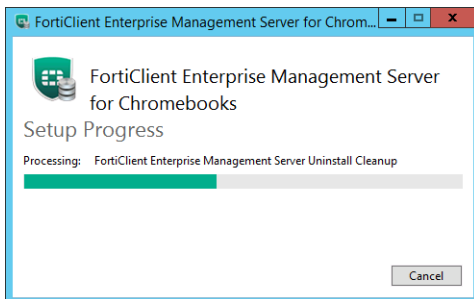 FortiClient Enterprise Management Server for Chrom...
FortiClient Enterprise Management Server
for Chromebooks
Setup Progress
Processing: FortiClient Enterprise Management Server Uninstall Cleanup
Cancel